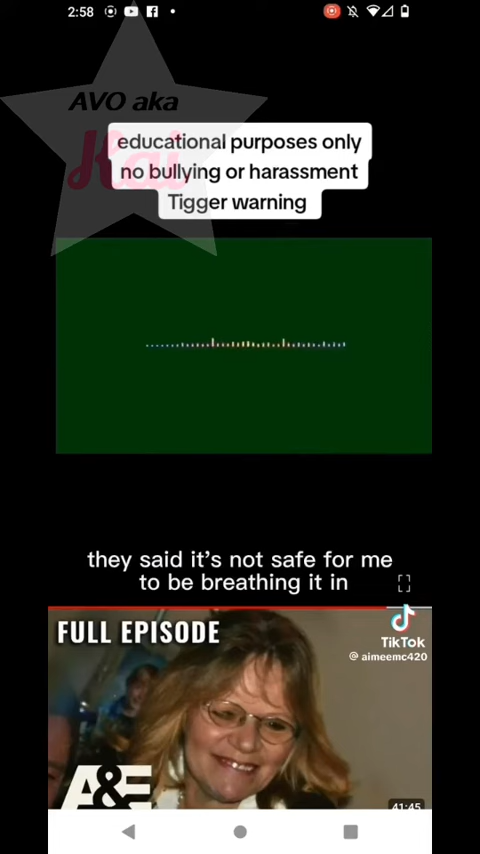 2:58
AVO aka
Kai
educational purposes only
no bullying or harassment
Tigger warning
they said it's not safe for me
to be breathing it in
FULL EPISODE
TikTok
@ aimeemc420
A&E
41:45